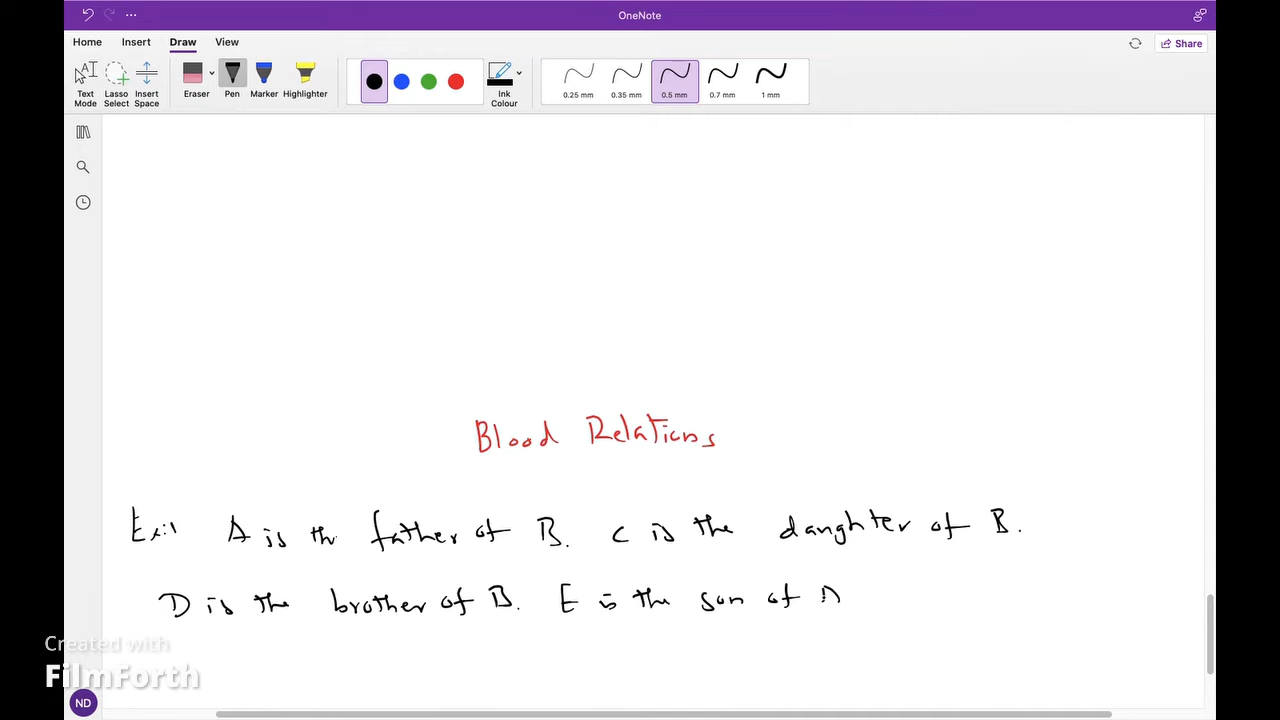 OneNote
Home Insert Draw View
Share
Text Mode
Lasso Select
Insert Space
Eraser
Pen
Marker
Highlighter
Ink Colour
0.25 mm
0.35 mm
0.5 mm
0.7 mm
1 mm
Blood Relations
A is the father of B. C is the daughter of B.
D is the brother of B. E is the son of
Created with
FilmForth
ND